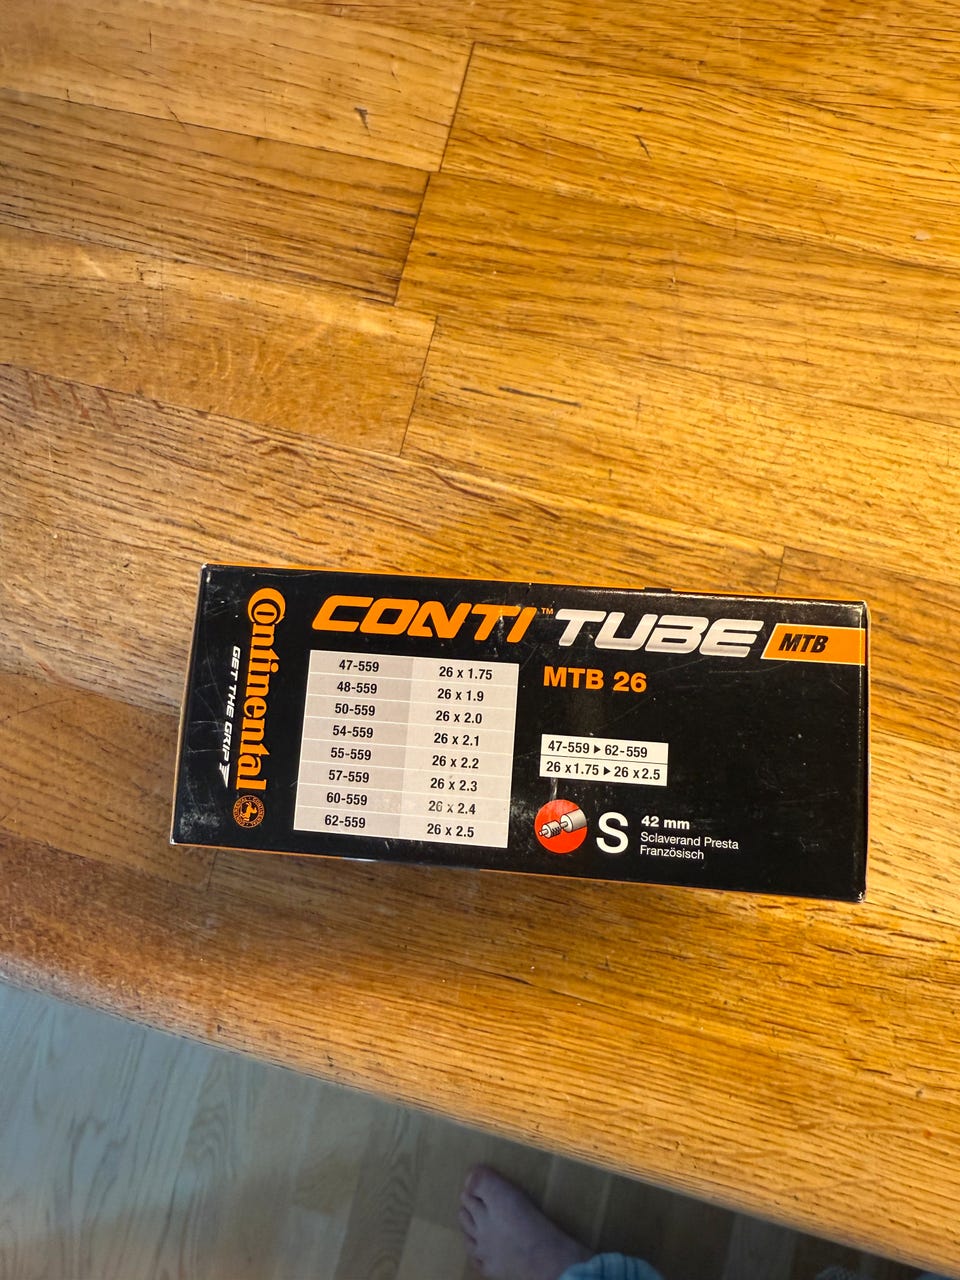 Continental
GET THE GRIP
CONTI™ TUBE MTB
47-559 26 x 1.75
48-559 26 x 1.9
50-559 26 x 2.0
54-559 26 x 2.1
55-559 26 x 2.2
57-559 26 x 2.3
60-559 26 x 2.4
62-559 26 x 2.5
MTB 26
47-559 ▸ 62-559
26 x 1.75 ▸ 26 x 2.5
S
42 mm
Sclaverand Presta
Französisch